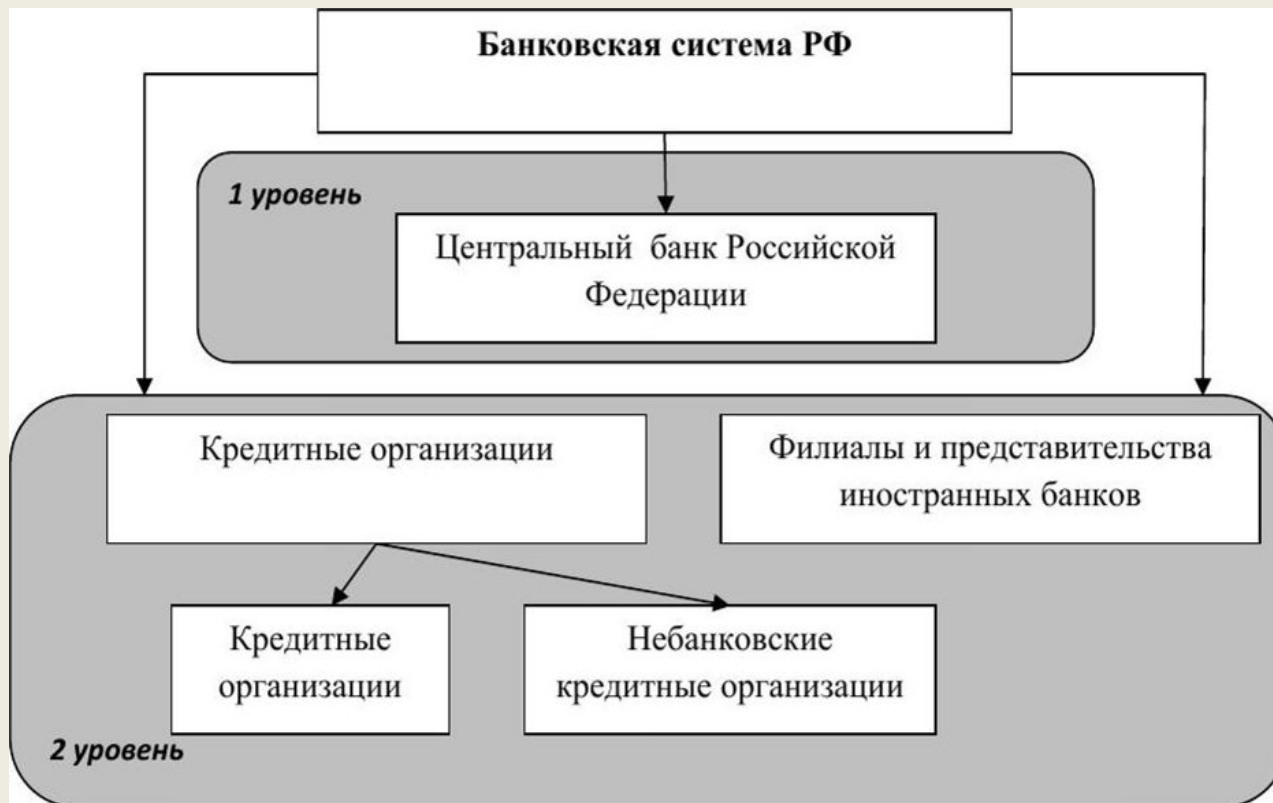 Банковская система РФ
1 уровень
Центральный банк Российской
Федерации
Кредитные организации
Филиалы и представительства
иностранных банков
Кредитные
организации
Небанковские
кредитные организации
2 уровень